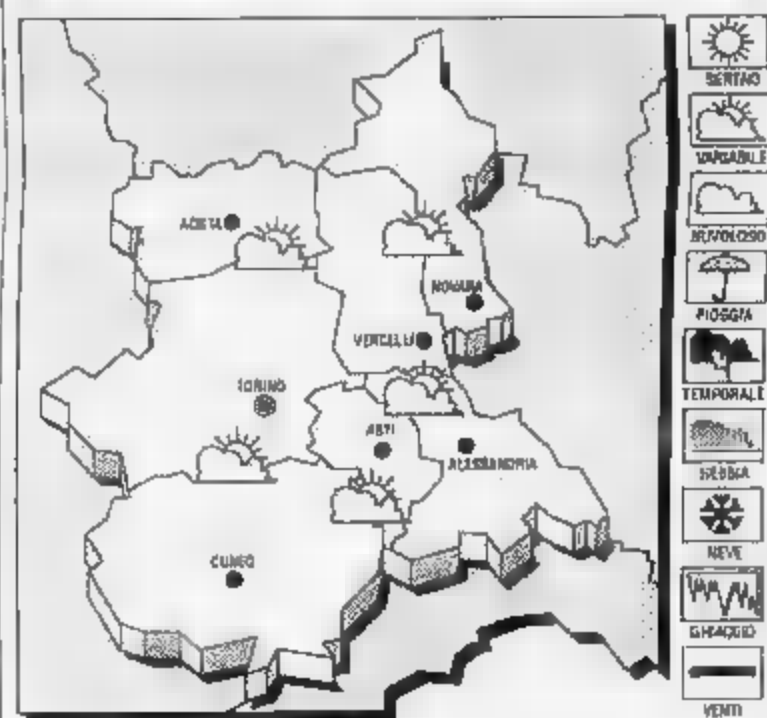 SERENO
VARIABILE
NUVOLOSO
PIOGGIA
TEMPORALE
NEBBIA
NEVE
GHIACCIO
VENTI
AOSTA
NOVARA
VERCELLI
TORINO
ASTI
ALESSANDRIA
CUNEO